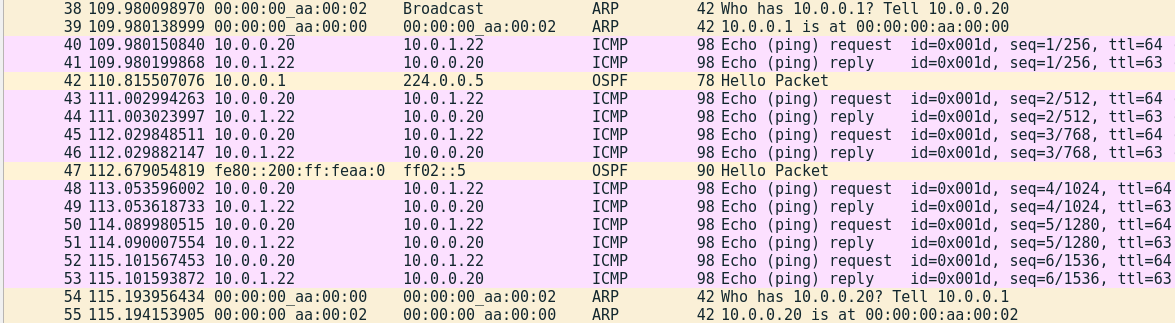 38 109.980098970 00:00:00_aa:00:02 Broadcast ARP 42 Who has 10.0.0.1? Tell 10.0.0.20
39 109.980138999 00:00:00_aa:00:00 00:00:00_aa:00:02 ARP 42 10.0.0.1 is at 00:00:00:aa:00:00
40 109.980150840 10.0.0.20 10.0.1.22 ICMP 98 Echo (ping) request id=0x001d, seq=1/256, ttl=64
41 109.980199868 10.0.1.22 10.0.0.20 ICMP 98 Echo (ping) reply id=0x001d, seq=1/256, ttl=63
42 110.815507076 10.0.0.1 224.0.0.5 OSPF 78 Hello Packet
43 111.002994263 10.0.0.20 10.0.1.22 ICMP 98 Echo (ping) request id=0x001d, seq=2/512, ttl=64
44 111.003023997 10.0.1.22 10.0.0.20 ICMP 98 Echo (ping) reply id=0x001d, seq=2/512, ttl=63
45 112.029848511 10.0.0.20 10.0.1.22 ICMP 98 Echo (ping) request id=0x001d, seq=3/768, ttl=64
46 112.029882147 10.0.1.22 10.0.0.20 ICMP 98 Echo (ping) reply id=0x001d, seq=3/768, ttl=63
47 112.679054819 fe80::200:ff:feaa:0 ff02::5 OSPF 90 Hello Packet
48 113.053596002 10.0.0.20 10.0.1.22 ICMP 98 Echo (ping) request id=0x001d, seq=4/1024, ttl=64
49 113.053618733 10.0.1.22 10.0.0.20 ICMP 98 Echo (ping) reply id=0x001d, seq=4/1024, ttl=63
50 114.089980515 10.0.0.20 10.0.1.22 ICMP 98 Echo (ping) request id=0x001d, seq=5/1280, ttl=64
51 114.090007554 10.0.1.22 10.0.0.20 ICMP 98 Echo (ping) reply id=0x001d, seq=5/1280, ttl=63
52 115.101567453 10.0.0.20 10.0.1.22 ICMP 98 Echo (ping) request id=0x001d, seq=6/1536, ttl=64
53 115.101593872 10.0.1.22 10.0.0.20 ICMP 98 Echo (ping) reply id=0x001d, seq=6/1536, ttl=63
54 115.193956434 00:00:00_aa:00:00 00:00:00_aa:00:02 ARP 42 Who has 10.0.0.20? Tell 10.0.0.1
55 115.194153905 00:00:00_aa:00:02 00:00:00_aa:00:00 ARP 42 10.0.0.20 is at 00:00:00:aa:00:02